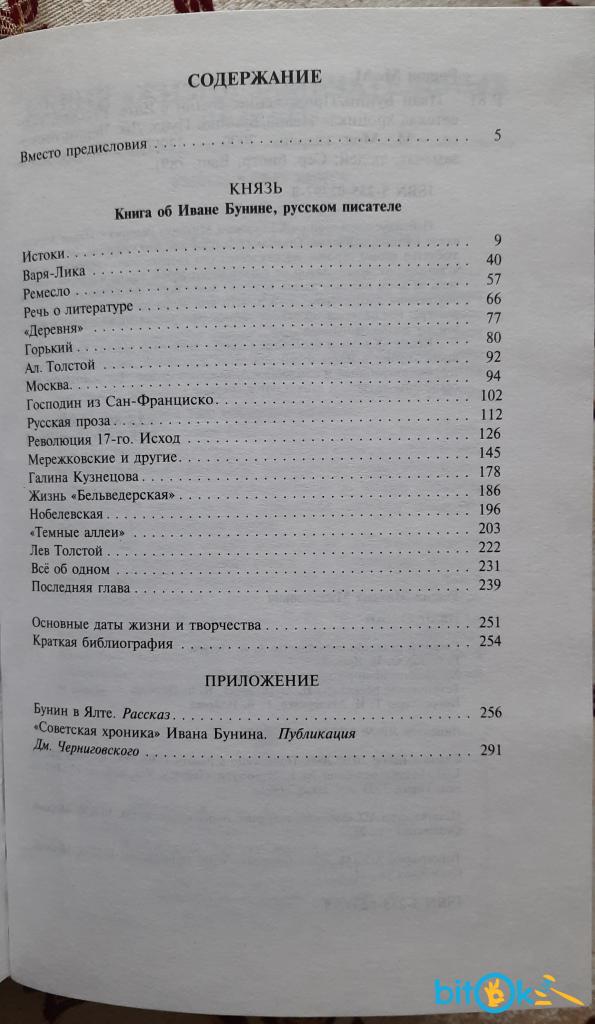 СОДЕРЖАНИЕ
Вместо предисловия . . . . . . . . . . . . . . . . . . . . . . . . . . . . 5
КНЯЗЬ
Книга об Иване Бунине, русском писателе
Истоки. . . . . . . . . . . . . . . . . . . . . . . . . . . . . . . . . . . . 9
Варя-Лика . . . . . . . . . . . . . . . . . . . . . . . . . . . . . . . . 40
Ремесло . . . . . . . . . . . . . . . . . . . . . . . . . . . . . . . . . 57
Речь о литературе . . . . . . . . . . . . . . . . . . . . . . . . . . . 66
«Деревня» . . . . . . . . . . . . . . . . . . . . . . . . . . . . . . . . 77
Горький . . . . . . . . . . . . . . . . . . . . . . . . . . . . . . . . . 80
Ал. Толстой . . . . . . . . . . . . . . . . . . . . . . . . . . . . . . . 92
Москва. . . . . . . . . . . . . . . . . . . . . . . . . . . . . . . . . . 94
Господин из Сан-Франциско. . . . . . . . . . . . . . . . . . . . . 102
Русская проза . . . . . . . . . . . . . . . . . . . . . . . . . . . . . 112
Революция 17-го. Исход . . . . . . . . . . . . . . . . . . . . . . . 126
Мережковские и другие. . . . . . . . . . . . . . . . . . . . . . . . 145
Галина Кузнецова . . . . . . . . . . . . . . . . . . . . . . . . . . . 178
Жизнь «Бельведерская» . . . . . . . . . . . . . . . . . . . . . . . 186
Нобелевская . . . . . . . . . . . . . . . . . . . . . . . . . . . . . . 196
«Темные аллеи» . . . . . . . . . . . . . . . . . . . . . . . . . . . . 203
Лев Толстой . . . . . . . . . . . . . . . . . . . . . . . . . . . . . . 222
Всё об одном . . . . . . . . . . . . . . . . . . . . . . . . . . . . . 231
Последняя глава . . . . . . . . . . . . . . . . . . . . . . . . . . . . 239
Основные даты жизни и творчества . . . . . . . . . . . . . . . . 251
Краткая библиография . . . . . . . . . . . . . . . . . . . . . . . . 254
ПРИЛОЖЕНИЕ
Бунин в Ялте. Рассказ. . . . . . . . . . . . . . . . . . . . . . . . . 256
«Советская хроника» Ивана Бунина. Публикация
Дм. Черниговского . . . . . . . . . . . . . . . . . . . . . . . . . . . 291
bitok